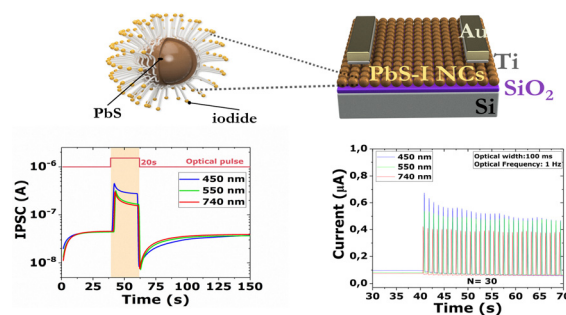 PbS
iodide
Au
Ti
PbS-I NCs
SiO2
Si
IPSC (A)
10-6
10-7
10-8
20s
Optical pulse
450 nm
550 nm
740 nm
0 25 50 75 100 125 150
Time (s)
Current (µA)
1,0
0,8
0,6
0,4
0,2
0,0
450 nm
550 nm
740 nm
Optical width:100 ms
Optical Frequency: 1 Hz
N= 30
30 35 40 45 50 55 60 65 70
Time (s)